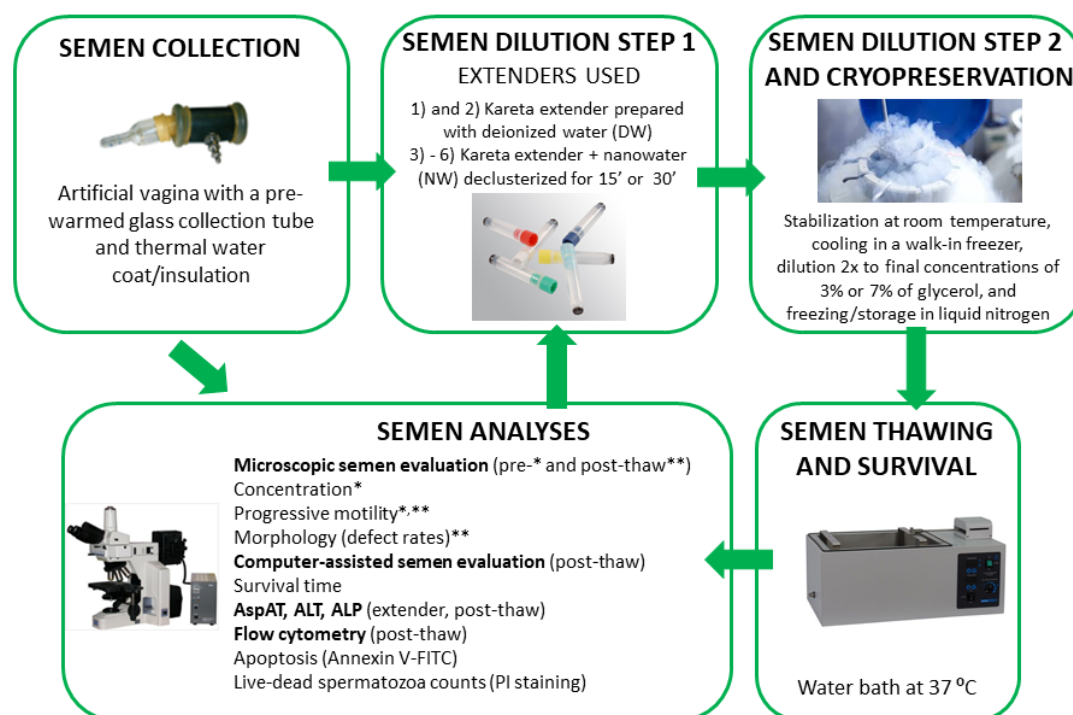 SEMEN COLLECTION
Artificial vagina with a pre-
warmed glass collection tube
and thermal water
coat/insulation
SEMEN DILUTION STEP 1
EXTENDERS USED
1) and 2) Kareta extender prepared
with deionized water (DW)
3) - 6) Kareta extender + nanowater
(NW) declusterized for 15’ or 30’
SEMEN DILUTION STEP 2
AND CRYOPRESERVATION
Stabilization at room temperature,
cooling in a walk-in freezer,
dilution 2x to final concentrations of
3% or 7% of glycerol, and
freezing/storage in liquid nitrogen
SEMEN ANALYSES
Microscopic semen evaluation (pre-* and post-thaw**)
Concentration*
Progressive motility*,**
Morphology (defect rates)**
Computer-assisted semen evaluation (post-thaw)
Survival time
AspAT, ALT, ALP (extender, post-thaw)
Flow cytometry (post-thaw)
Apoptosis (Annexin V-FITC)
Live-dead spermatozoa counts (PI staining)
SEMEN THAWING
AND SURVIVAL
Water bath at 37 ⁰C